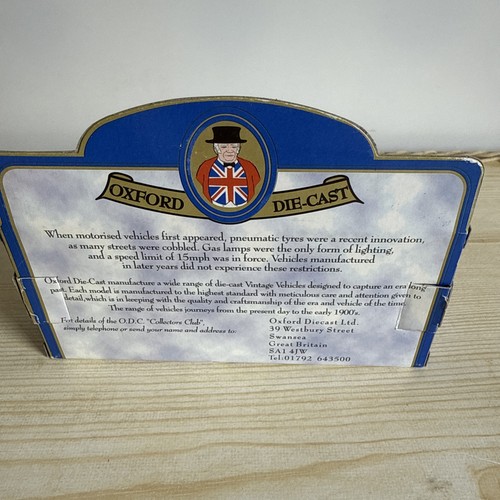 OXFORD DIE-CAST
When motorised vehicles first appeared, pneumatic tyres were a recent innovation,
as many streets were cobbled. Gas lamps were the only form of lighting,
and a speed limit of 15mph was in force. Vehicles manufactured
in later years did not experience these restrictions.
Oxford Die-Cast manufacture a wide range of die-cast Vintage Vehicles designed to capture an era long
past. Each model is manufactured to the highest standard with meticulous care and attention given to
detail,which is in keeping with the quality and craftsmanship of the era and vehicle of the time.
The range of vehicles journeys from the present day to the early 1900's.
For details of the O.D.C. "Collectors Club",
simply telephone or send your name and address to:
Oxford Diecast Ltd.
39 Westbury Street
Swansea
Great Britain
SA1 4JW
Tel:01792 643500